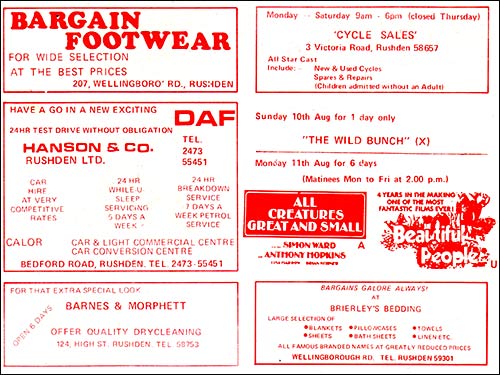 BARGAIN
FOOTWEAR
FOR WIDE SELECTION
AT THE BEST PRICES
207, WELLINGBORO' RD., RUSHDEN
HAVE A GO IN A NEW EXCITING
DAF
24HR TEST DRIVE WITHOUT OBLIGATION
HANSON & CO.
RUSHDEN LTD.
TEL.
2473
55451
CAR
HIRE
AT VERY
COMPETITIVE
RATES
24 HR
WHILE-U
SLEEP
SERVICING
5 DAYS A
WEEK
24 HR
BREAKDOWN
SERVICE
7 DAYS A
WEEK PETROL
SERVICE
CALOR
CAR & LIGHT COMMERCIAL CENTRE
CAR CONVERSION CENTRE
BEDFORD ROAD, RUSHDEN. TEL. 2473-55451
FOR THAT EXTRA SPECIAL LOOK
BARNES & MORPHETT
OPEN 6 DAYS
OFFER QUALITY DRYCLEANING
124, HIGH ST. RUSHDEN. TEL. 58753
Monday -- Saturday 9am - 6pm (closed Thursday)
'CYCLE SALES'
3 Victoria Road, Rushden 58657
All Star Cast
Include: - New & Used Cycles
Spares & Repairs
(Children admitted without an Adult)
Sunday 10th Aug for 1 day only
"THE WILD BUNCH" (X)
Monday 11th Aug for 6 days
(Matinees Mon to Fri at 2.00 p.m.)
ALL
CREATURES
GREAT AND SMALL
SIMON WARD
ANTHONY HOPKINS
A
4 YEARS IN THE MAKING
ONE OF THE MOST
FANTASTIC FILMS EVER!
Beautiful
People
U
BARGAINS GALORE ALWAYS!
AT
BRIERLEY'S BEDDING
LARGE SELECTION OF
•BLANKETS •PILLOWCASES •TOWELS
•SHEETS •BATH SHEETS •LINEN ETC.
ALL FAMOUS BRANDED NAMES AT GREATLY REDUCED PRICES
WELLINGBOROUGH RD. TEL. RUSHDEN 59301